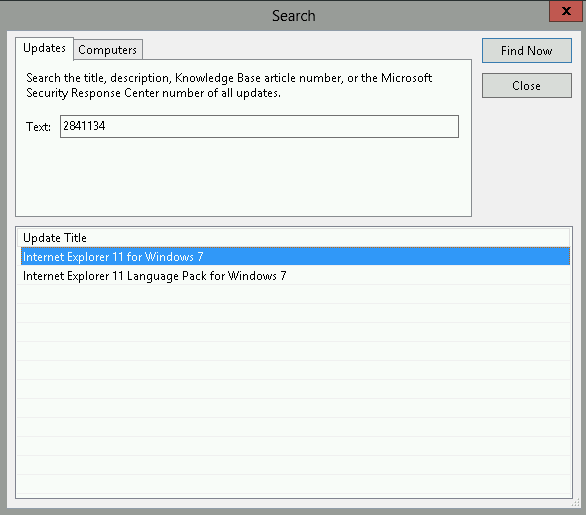 Search
x
Updates
Computers
Find Now
Close
Search the title, description, Knowledge Base article number, or the Microsoft
Security Response Center number of all updates.
Text: 2841134
Update Title
Internet Explorer 11 for Windows 7
Internet Explorer 11 Language Pack for Windows 7